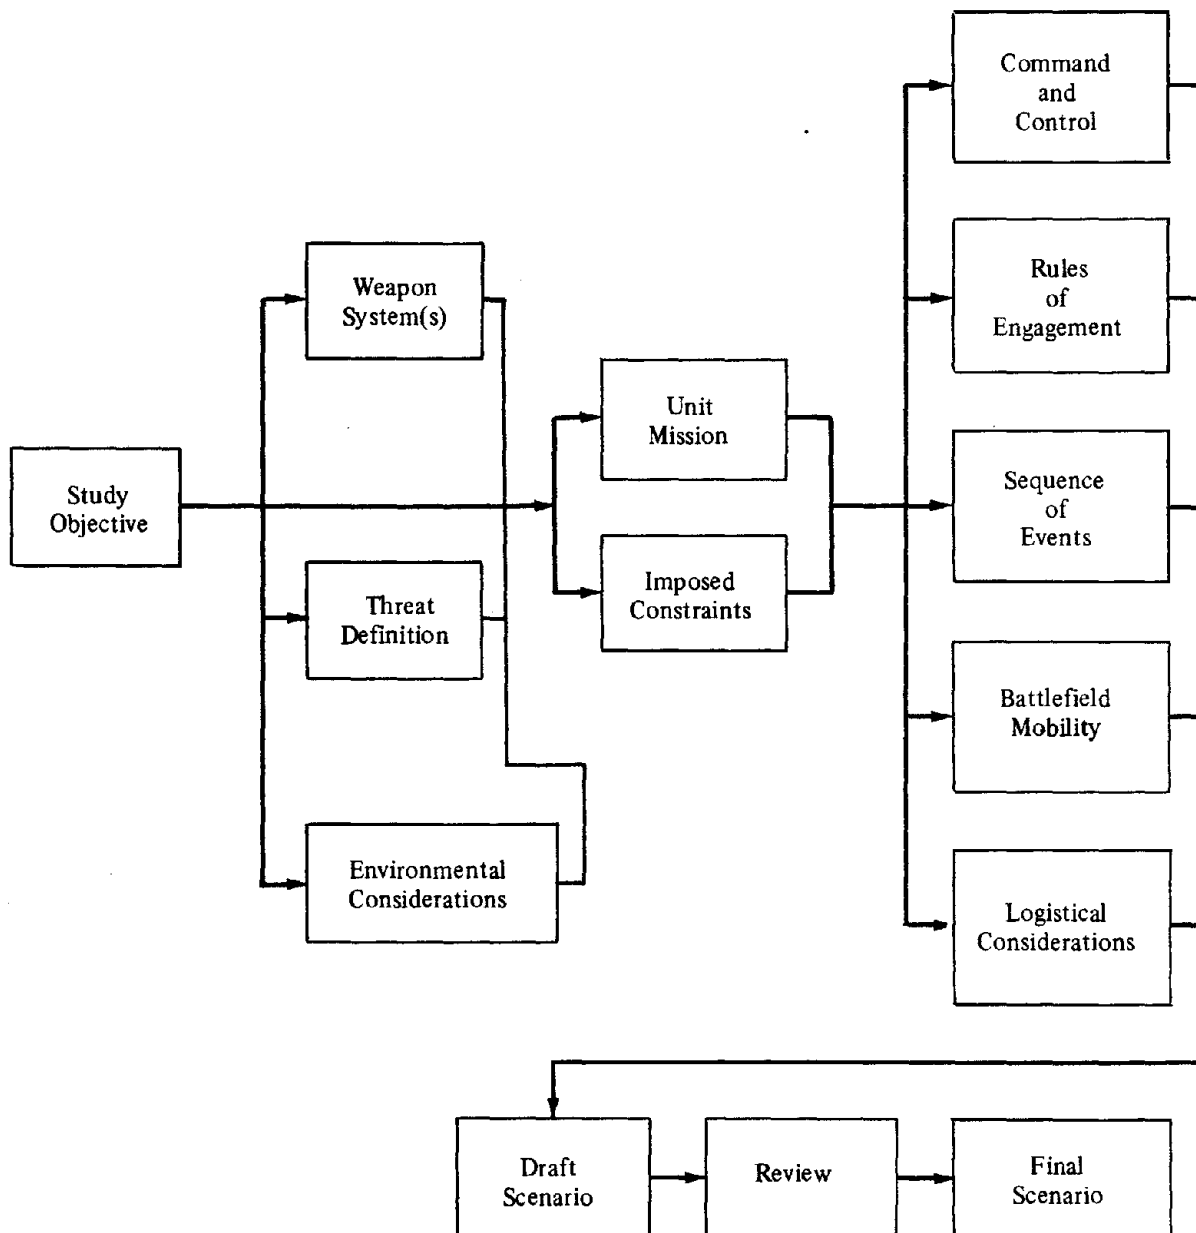 Study
Objective
Weapon
System(s)
Threat
Definition
Environmental
Considerations
Unit
Mission
Imposed
Constraints
Command
and
Control
Rules
of
Engagement
Sequence
of
Events
Battlefield
Mobility
Logistical
Considerations
Draft
Scenario
Review
Final
Scenario